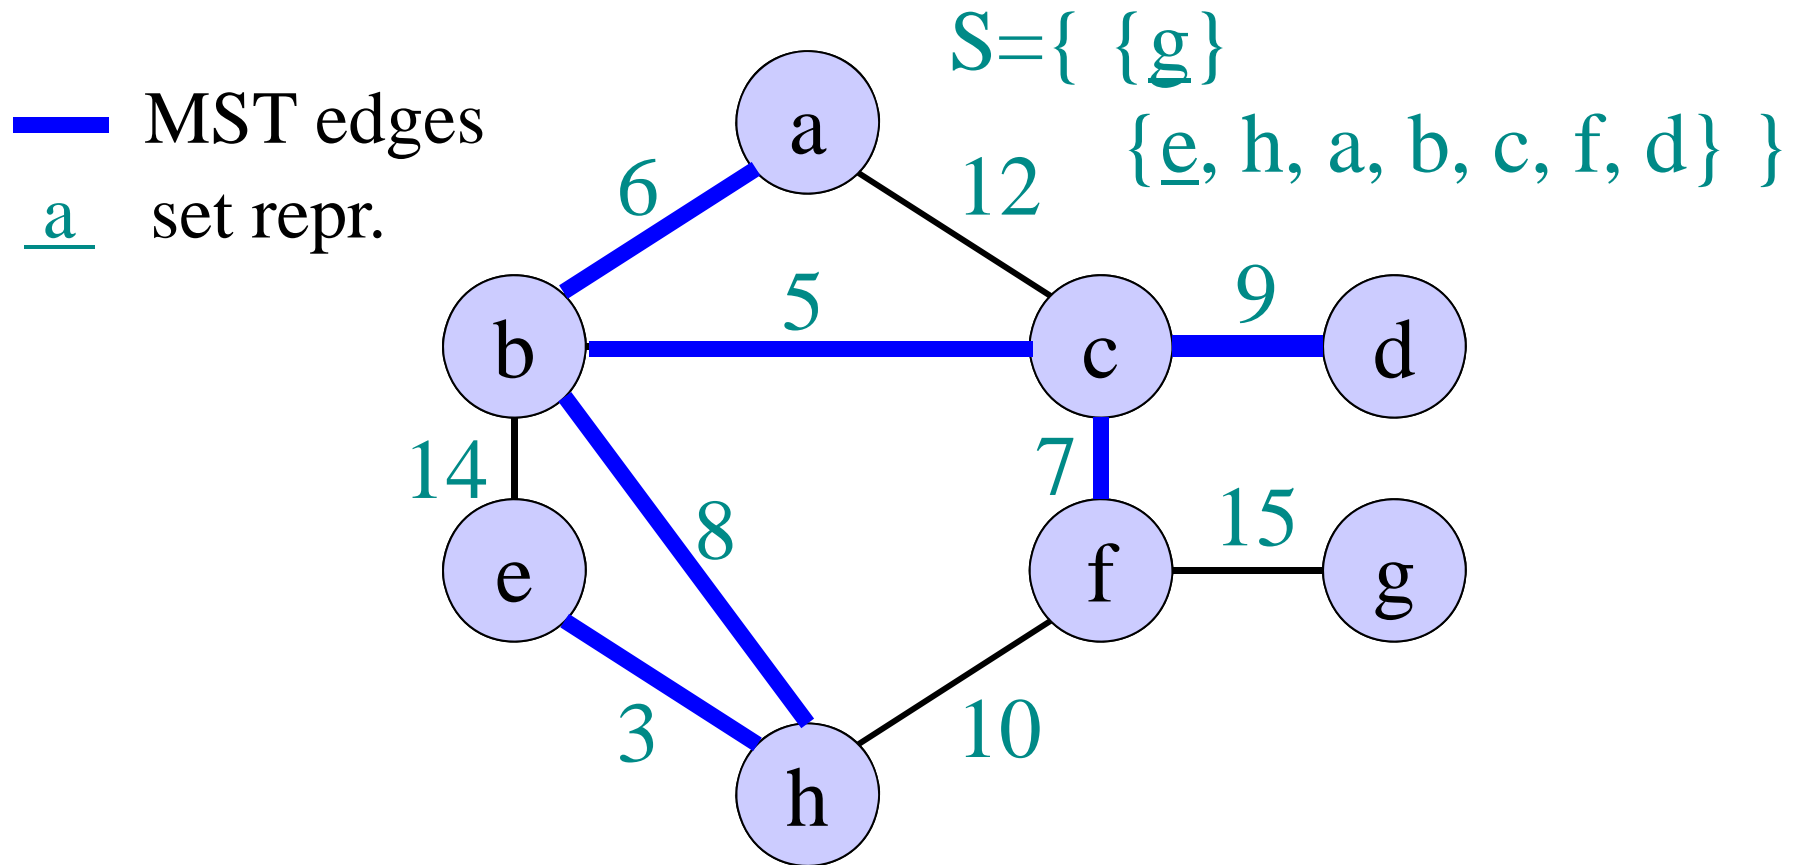 S={ {g}
{e, h, a, b, c, f, d} }
MST edges
a set repr.
a
6
12
5
9
b
c
d
14
7
8
15
e
f
g
3
10
h